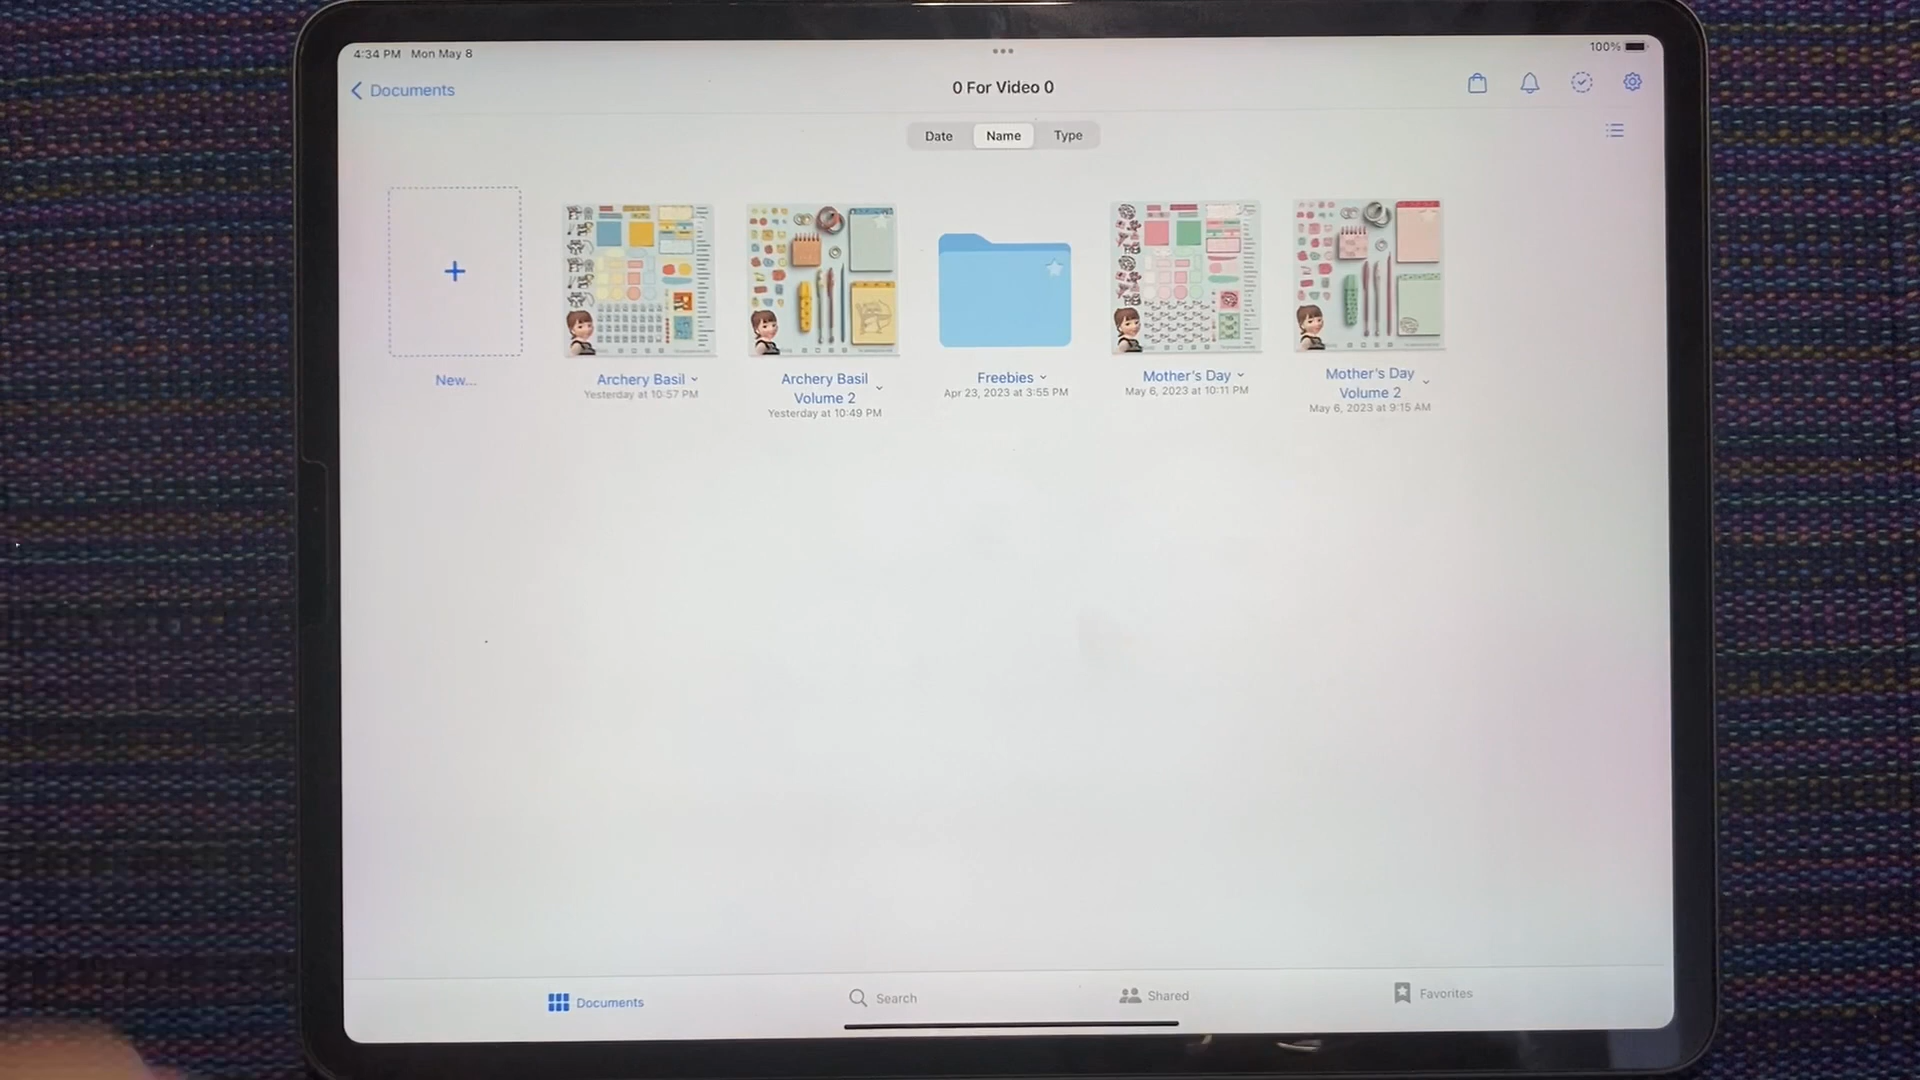 4:34 PM Mon May 8
100%
Documents
0 For Video 0
Date
Name
Type
New...
Archery Basil
Yesterday at 10:57 PM
Archery Basil
Volume 2
Yesterday at 10:49 PM
Freebies
Apr 23, 2023 at 3:55 PM
Mother's Day
May 6, 2023 at 10:11 PM
Mother's Day
Volume 2
May 6, 2023 at 9:15 AM
Documents
Search
Shared
Favorites